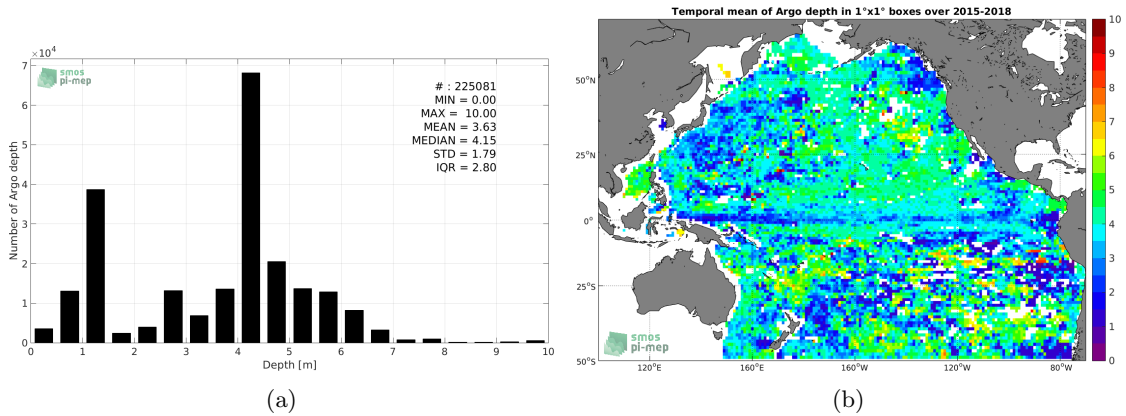 ×10⁴
smos
pi-mep
# : 225081
MIN = 0.00
MAX = 10.00
MEAN = 3.63
MEDIAN = 4.15
STD = 1.79
IQR = 2.80
Number of Argo depth
7
6
5
4
3
2
1
0
0 1 2 3 4 5 6 7 8 9 10
Depth [m]
(a)
Temporal mean of Argo depth in 1°x1° boxes over 2015-2018
50°N
25°N
0°
25°S
50°S
120°E 160°E 160°W 120°W 80°W
smos
pi-mep
10
9
8
7
6
5
4
3
2
1
0
(b)